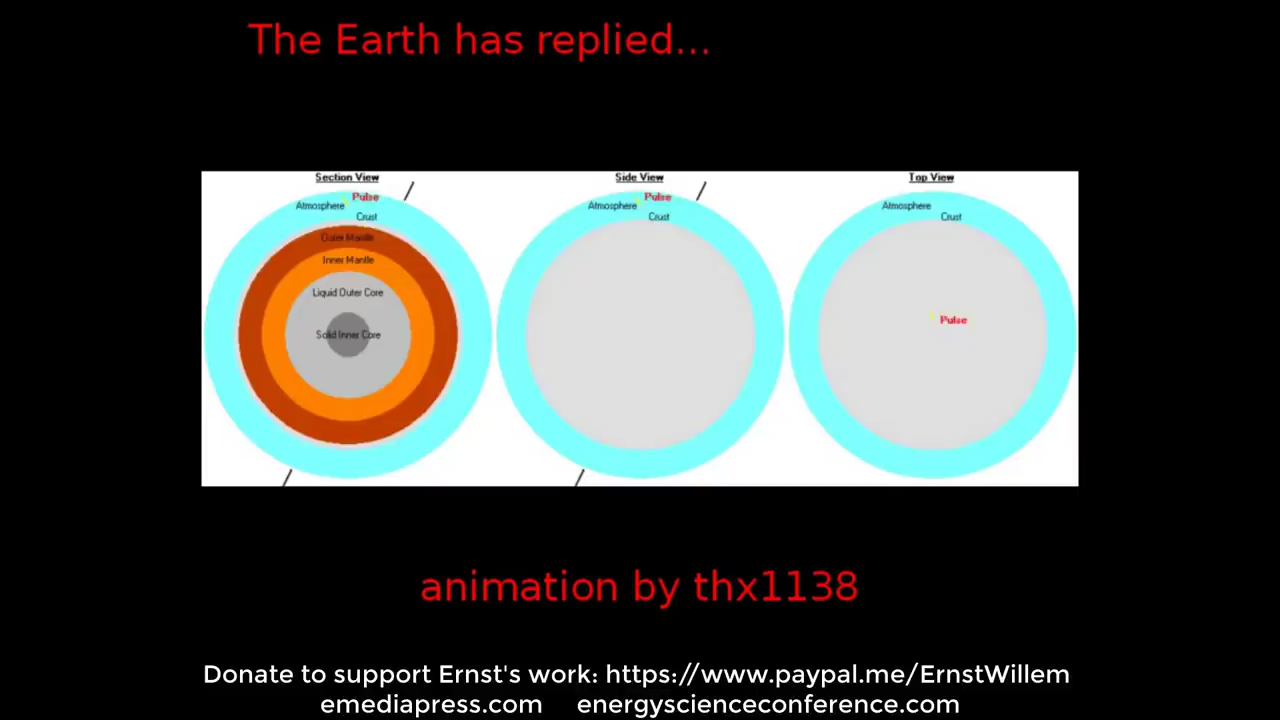 The Earth has replied...
Section View Side View Top View
Pulse Pulse
Atmosphere Atmosphere Atmosphere
Crust Crust Crust
Outer Mantle
Inner Mantle
Liquid Outer Core
Pulse
Solid Inner Core
animation by thx1138
Donate to support Ernst's work: https://www.paypal.me/ErnstWillem
emediapress.com energyscienceconference.com